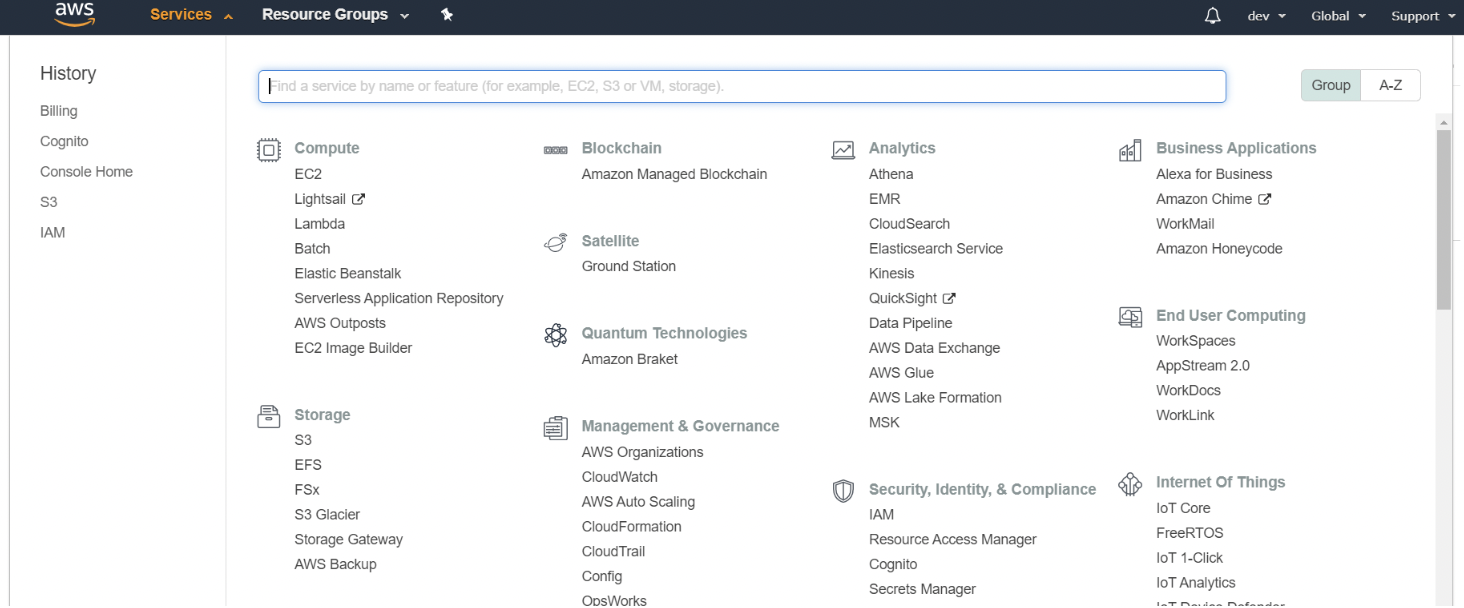 aws
Services
Resource Groups
dev
Global
Support
History
Billing
Cognito
Console Home
S3
IAM
Find a service by name or feature (for example, EC2, S3 or VM, storage).
Group
A-Z
Compute
EC2
Lightsail
Lambda
Batch
Elastic Beanstalk
Serverless Application Repository
AWS Outposts
EC2 Image Builder
Storage
S3
EFS
FSx
S3 Glacier
Storage Gateway
AWS Backup
Blockchain
Amazon Managed Blockchain
Satellite
Ground Station
Quantum Technologies
Amazon Braket
Management & Governance
AWS Organizations
CloudWatch
AWS Auto Scaling
CloudFormation
CloudTrail
Config
OpsWorks
Analytics
Athena
EMR
CloudSearch
Elasticsearch Service
Kinesis
QuickSight
Data Pipeline
AWS Data Exchange
AWS Glue
AWS Lake Formation
MSK
Security, Identity, & Compliance
IAM
Resource Access Manager
Cognito
Secrets Manager
Business Applications
Alexa for Business
Amazon Chime
WorkMail
Amazon Honeycode
End User Computing
WorkSpaces
AppStream 2.0
WorkDocs
WorkLink
Internet Of Things
IoT Core
FreeRTOS
IoT 1-Click
IoT Analytics
IoT Device Defender